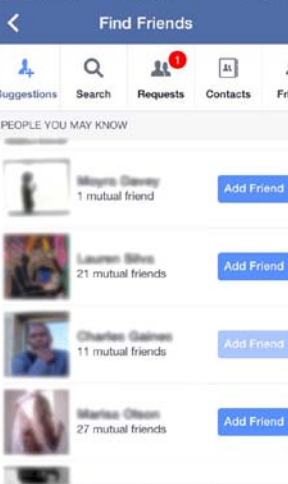 Find Friends
1
Suggestions Search Requests Contacts
PEOPLE YOU MAY KNOW
1 mutual friend
Add Friend
21 mutual friends
Add Friend
11 mutual friends
Add Friend
27 mutual friends
Add Friend